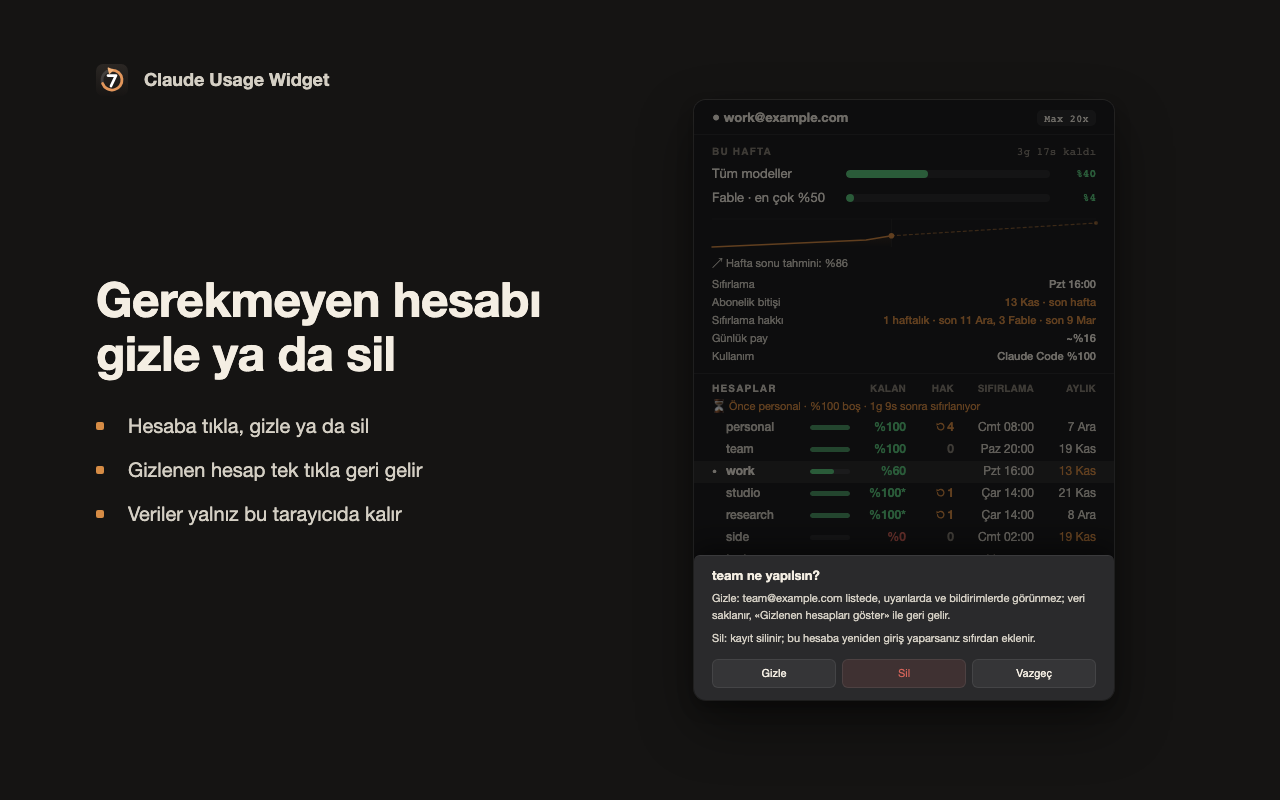 7
Claude Usage Widget
Gerekmeyen hesabı
gizle ya da sil
Hesaba tıkla, gizle ya da sil
Gizlenen hesap tek tıkla geri gelir
Veriler yalnız bu tarayıcıda kalır
work@example.com Max 20x
BU HAFTA 3g 17s kaldı
Tüm modeller %40
Fable · en çok %50 %4
Hafta sonu tahmini: %86
Sıfırlama Pzt 16:00
Abonelik bitişi 13 Kas · son hafta
Sıfırlama hakkı 1 haftalık · son 11 Ara, 3 Fable · son 9 Mar
Günlük pay ~%16
Kullanım Claude Code %100
HESAPLAR KALAN HAK SIFIRLAMA AYLIK
⏳ Önce personal · %100 boş · 1g 9s sonra sıfırlanıyor
personal %100 4 Cmt 08:00 7 Ara
team %100 0 Paz 20:00 19 Kas
• work %60 Pzt 16:00 13 Kas
studio %100* 1 Çar 14:00 21 Kas
research %100* 1 Çar 14:00 8 Ara
side %0 0 Cmt 02:00 19 Kas
team ne yapılsın?
Gizle: team@example.com listede, uyarılarda ve bildirimlerde görünmez; veri
saklanır, «Gizlenen hesapları göster» ile geri gelir.
Sil: kayıt silinir; bu hesaba yeniden giriş yaparsanız sıfırdan eklenir.
Gizle Sil Vazgeç